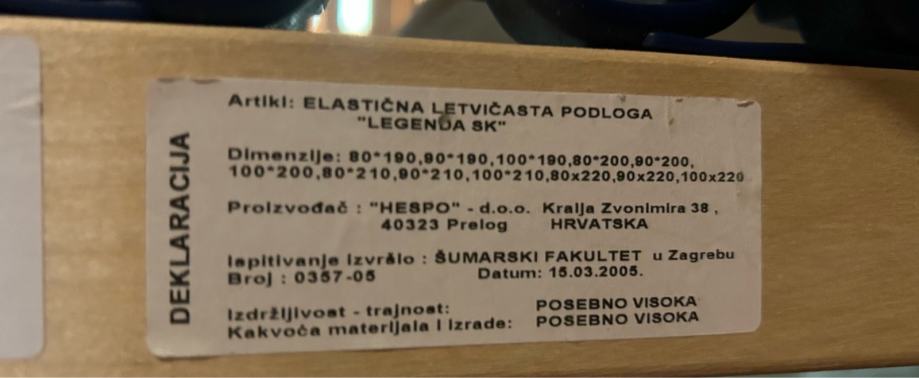 DEKLARACIJA
Artikl: ELASTIČNA LETVIČASTA PODLOGA
"LEGENDA SK"
Dimenzije: 80*190,90*190,100*190,80*200,90*200,
100*200,80*210,90*210,100*210,80x220,90x220,100x220
Proizvođač : "HESPO" - d.o.o. Kralja Zvonimira 38 ,
40323 Prelog HRVATSKA
Ispitivanje izvršlo : ŠUMARSKI FAKULTET u Zagrebu
Broj : 0357-05 Datum: 15.03.2005.
Izdržljivost - trajnost: POSEBNO VISOKA
Kakvoća materijala i izrade: POSEBNO VISOKA